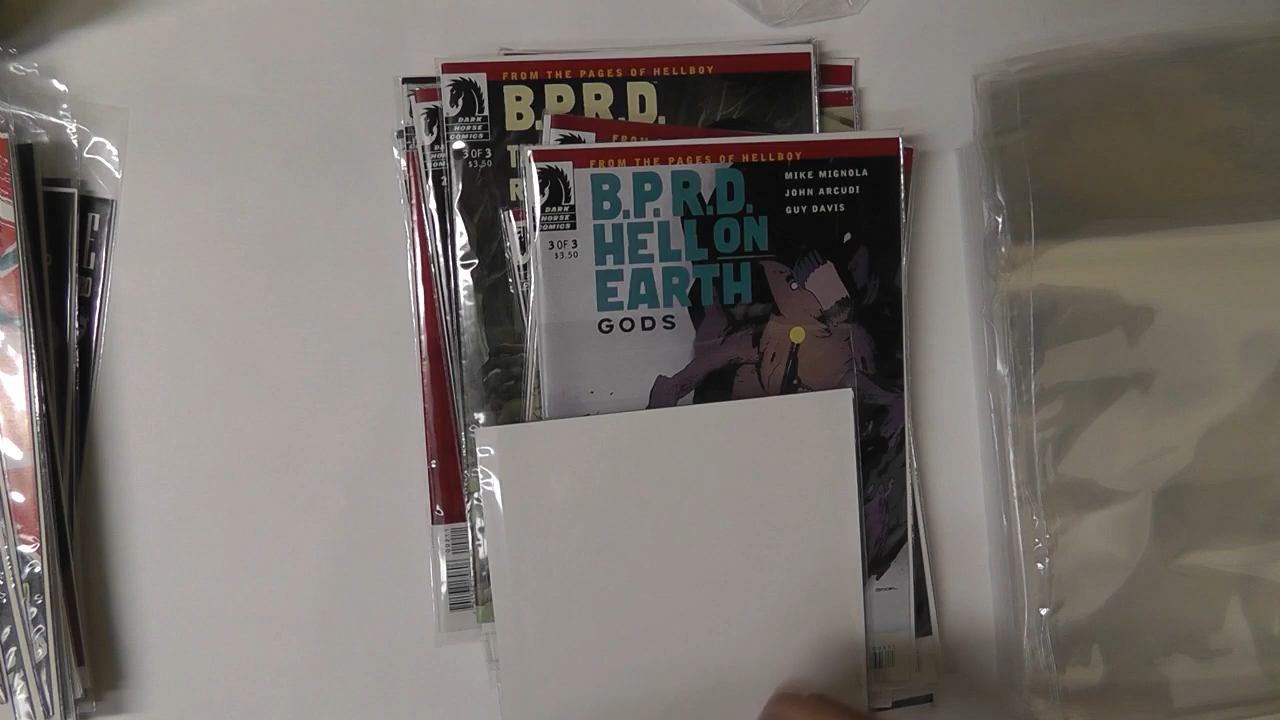 FROM THE PAGES OF HELLBOY
B.P.R.D.
DARK
HORSE
COMICS
3 OF 3
$3.50
FROM
FROM THE PAGES OF HELLBOY
B.P.R.D.
HELL ON
EARTH
GODS
MIKE MIGNOLA
JOHN ARCUDI
GUY DAVIS
DARK
HORSE
COMICS
3 OF 3
$3.50